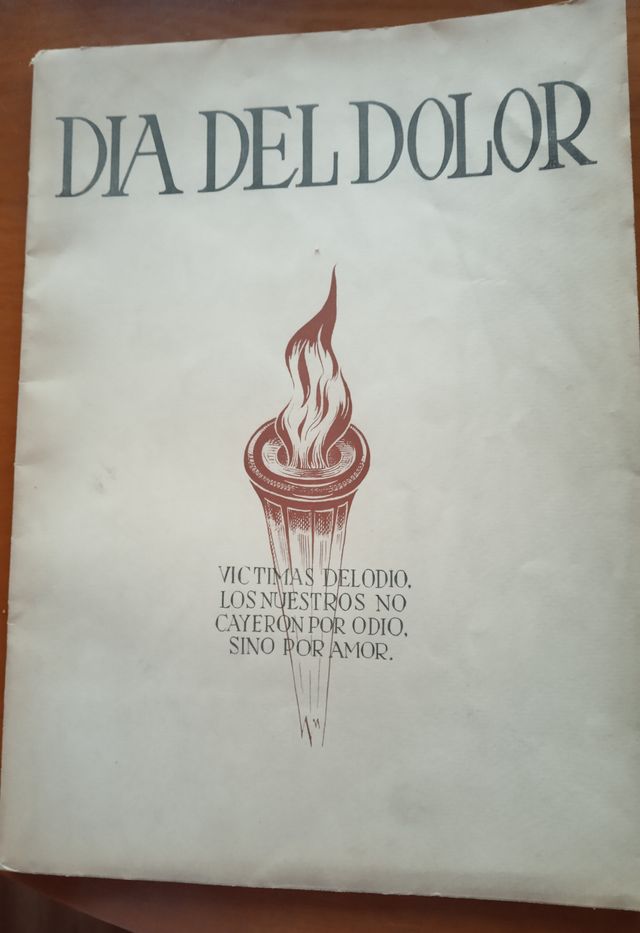 DIA DEL DOLOR
VICTIMAS DEL ODIO,
LOS NUESTROS NO
CAYERON POR ODIO,
SINO POR AMOR.